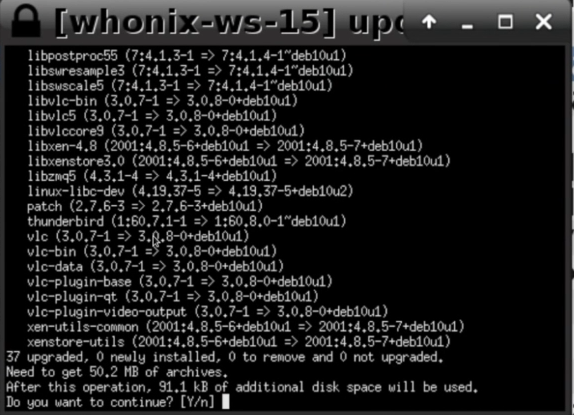 [whonix-ws-15] upd
libpostproc55 (7:4.1.3-1 => 7:4.1.4-1~deb10u1)
libswresample3 (7:4.1.3-1 => 7:4.1.4-1~deb10u1)
libswscale5 (7:4.1.3-1 => 7:4.1.4-1~deb10u1)
libvlc-bin (3.0.7-1 => 3.0.8-0+deb10u1)
libvlc5 (3.0.7-1 => 3.0.8-0+deb10u1)
libvlccore9 (3.0.7-1 => 3.0.8-0+deb10u1)
libxen-4.8 (2001:4.8.5-6+deb10u1 => 2001:4.8.5-7+deb10u1)
libxenstore3.0 (2001:4.8.5-6+deb10u1 => 2001:4.8.5-7+deb10u1)
libzmq5 (4.3.1-4 => 4.3.1-4+deb10u1)
linux-libc-dev (4.19.37-5 => 4.19.37-5+deb10u2)
patch (2.7.6-3 => 2.7.6-3+deb10u1)
thunderbird (1:60.7.1-1 => 1:60.8.0-1~deb10u1)
vlc (3.0.7-1 => 3.0.8-0+deb10u1)
vlc-bin (3.0.7-1 => 3.0.8-0+deb10u1)
vlc-data (3.0.7-1 => 3.0.8-0+deb10u1)
vlc-plugin-base (3.0.7-1 => 3.0.8-0+deb10u1)
vlc-plugin-qt (3.0.7-1 => 3.0.8-0+deb10u1)
vlc-plugin-video-output (3.0.7-1 => 3.0.8-0+deb10u1)
xen-utils-common (2001:4.8.5-6+deb10u1 => 2001:4.8.5-7+deb10u1)
xenstore-utils (2001:4.8.5-6+deb10u1 => 2001:4.8.5-7+deb10u1)
37 upgraded, 0 newly installed, 0 to remove and 0 not upgraded.
Need to get 50.2 MB of archives.
After this operation, 91.1 kB of additional disk space will be used.
Do you want to continue? [Y/n]